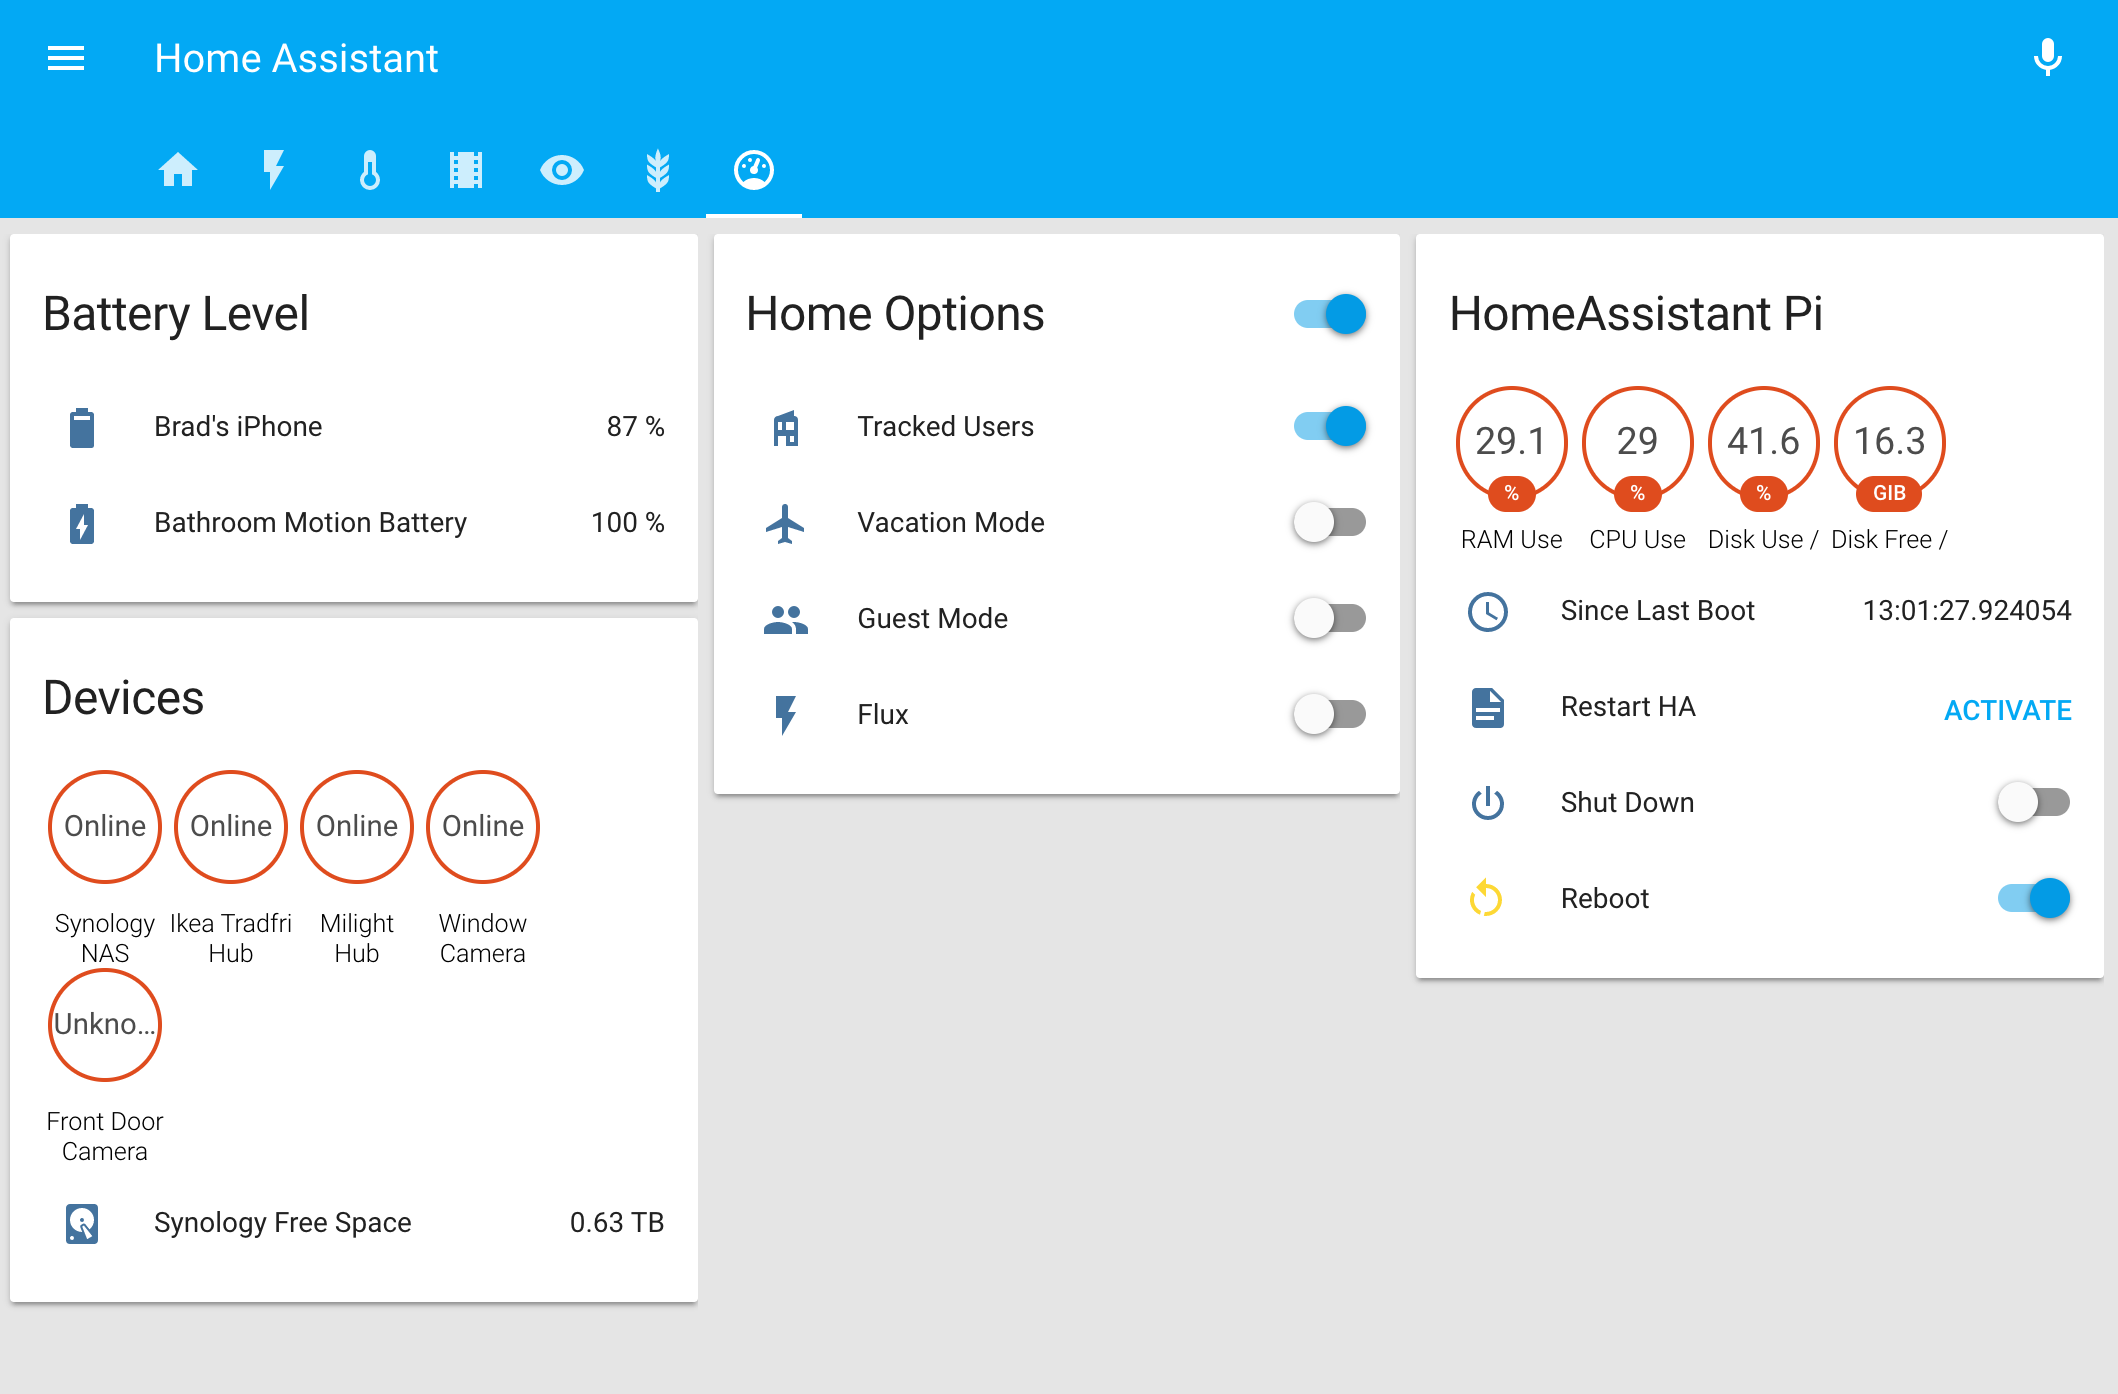 Home Assistant
Battery Level
Brad's iPhone 87 %
Bathroom Motion Battery 100 %
Devices
Online Online Online Online
Synology Ikea Tradfri Milight Window
NAS Hub Hub Camera
Unkno...
Front Door
Camera
Synology Free Space 0.63 TB
Home Options
Tracked Users
Vacation Mode
Guest Mode
Flux
HomeAssistant Pi
29.1 29 41.6 16.3
% % % GIB
RAM Use CPU Use Disk Use / Disk Free /
Since Last Boot 13:01:27.924054
Restart HA ACTIVATE
Shut Down
Reboot